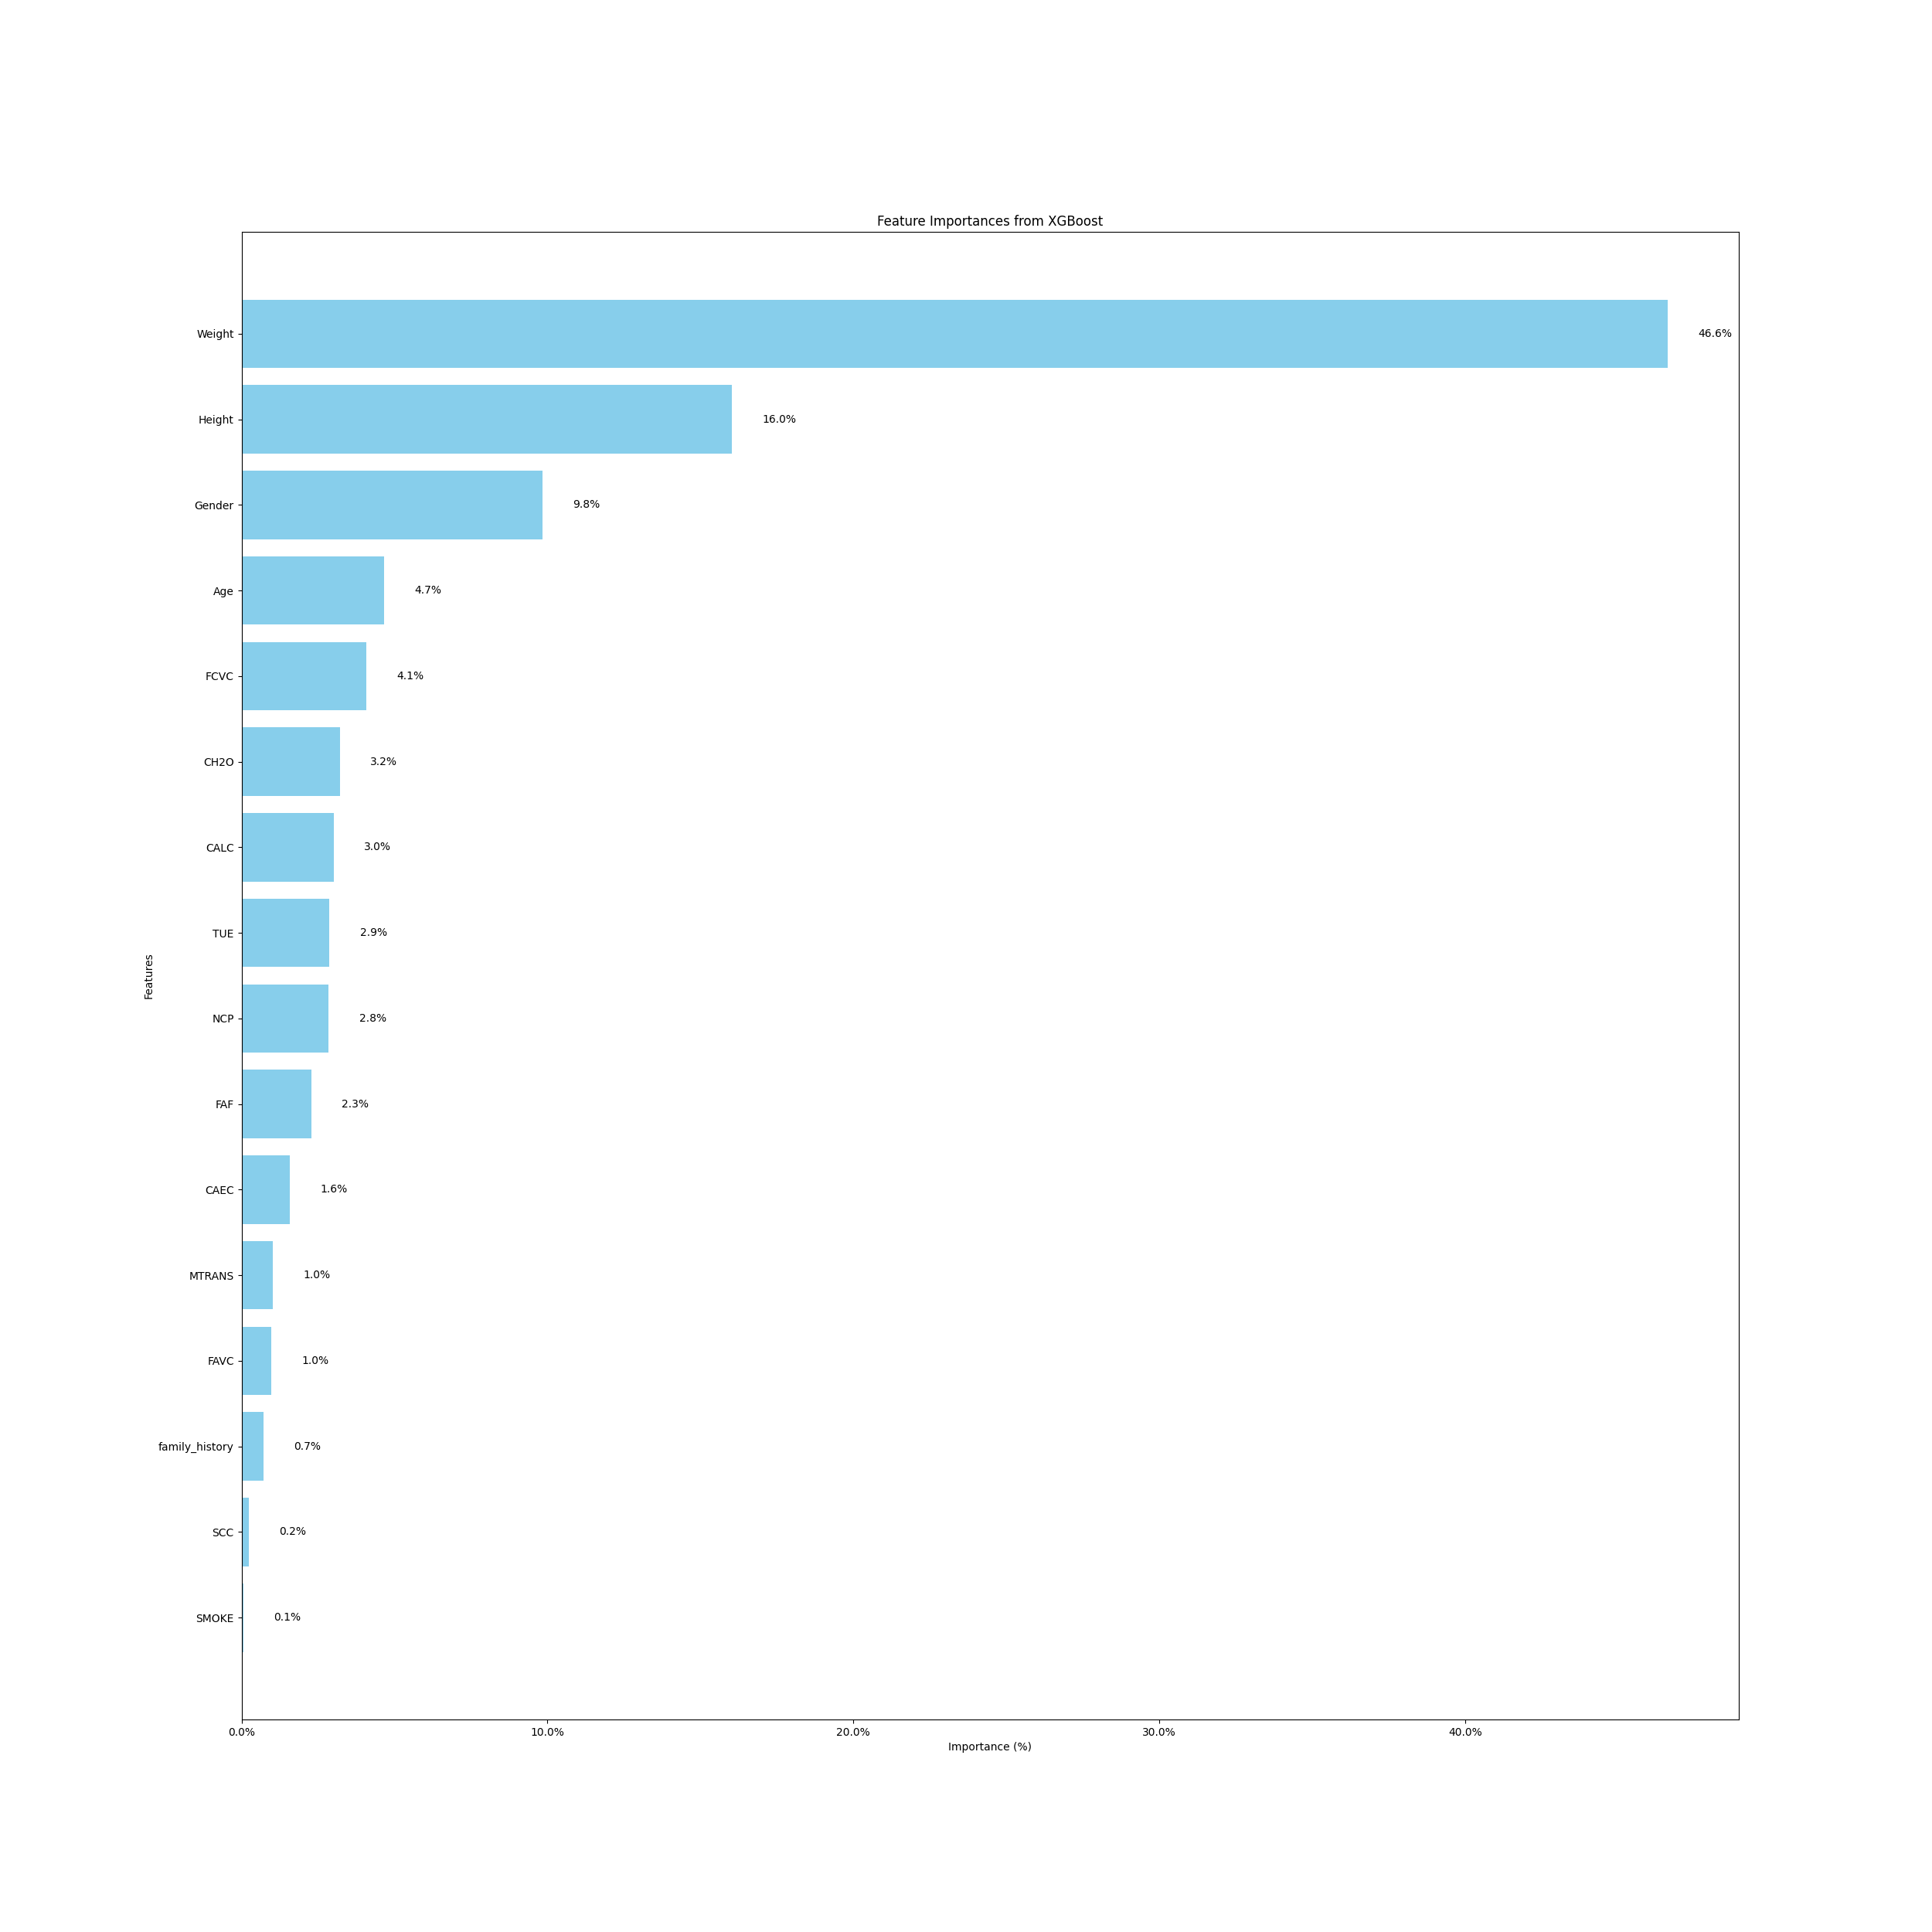 Feature Importances from XGBoost
Weight 46.6%
Height 16.0%
Gender 9.8%
Age 4.7%
FCVC 4.1%
CH2O 3.2%
CALC 3.0%
TUE 2.9%
NCP 2.8%
FAF 2.3%
CAEC 1.6%
MTRANS 1.0%
FAVC 1.0%
family_history 0.7%
SCC 0.2%
SMOKE 0.1%
Features
0.0% 10.0% 20.0% 30.0% 40.0%
Importance (%)